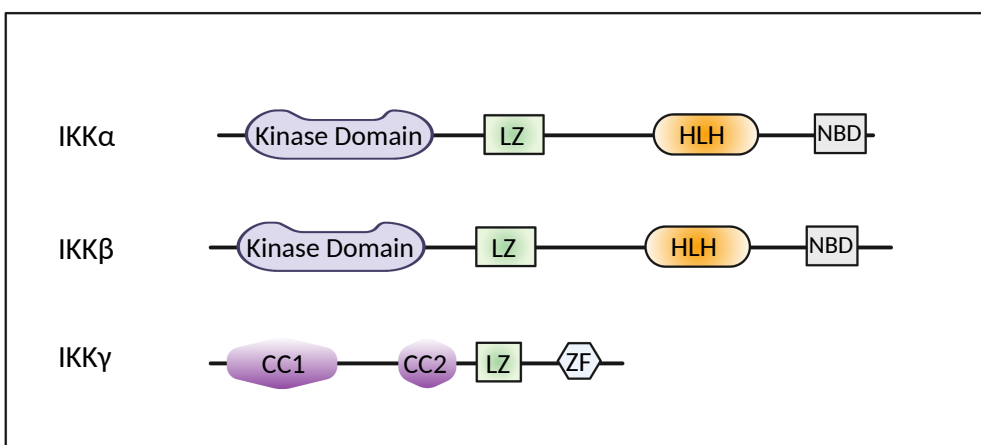 IKKα Kinase Domain LZ HLH NBD
IKKβ Kinase Domain LZ HLH NBD
IKKγ CC1 CC2 LZ ZF